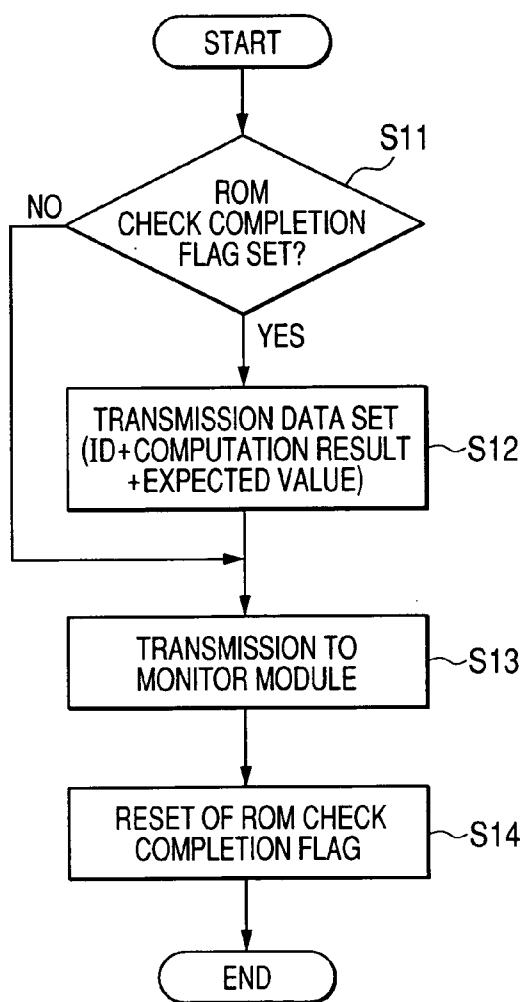 START
S11
ROM
CHECK COMPLETION
FLAG SET?
NO
YES
TRANSMISSION DATA SET
(ID+COMPUTATION RESULT
+EXPECTED VALUE)
S12
TRANSMISSION TO
MONITOR MODULE
S13
RESET OF ROM CHECK
COMPLETION FLAG
S14
END